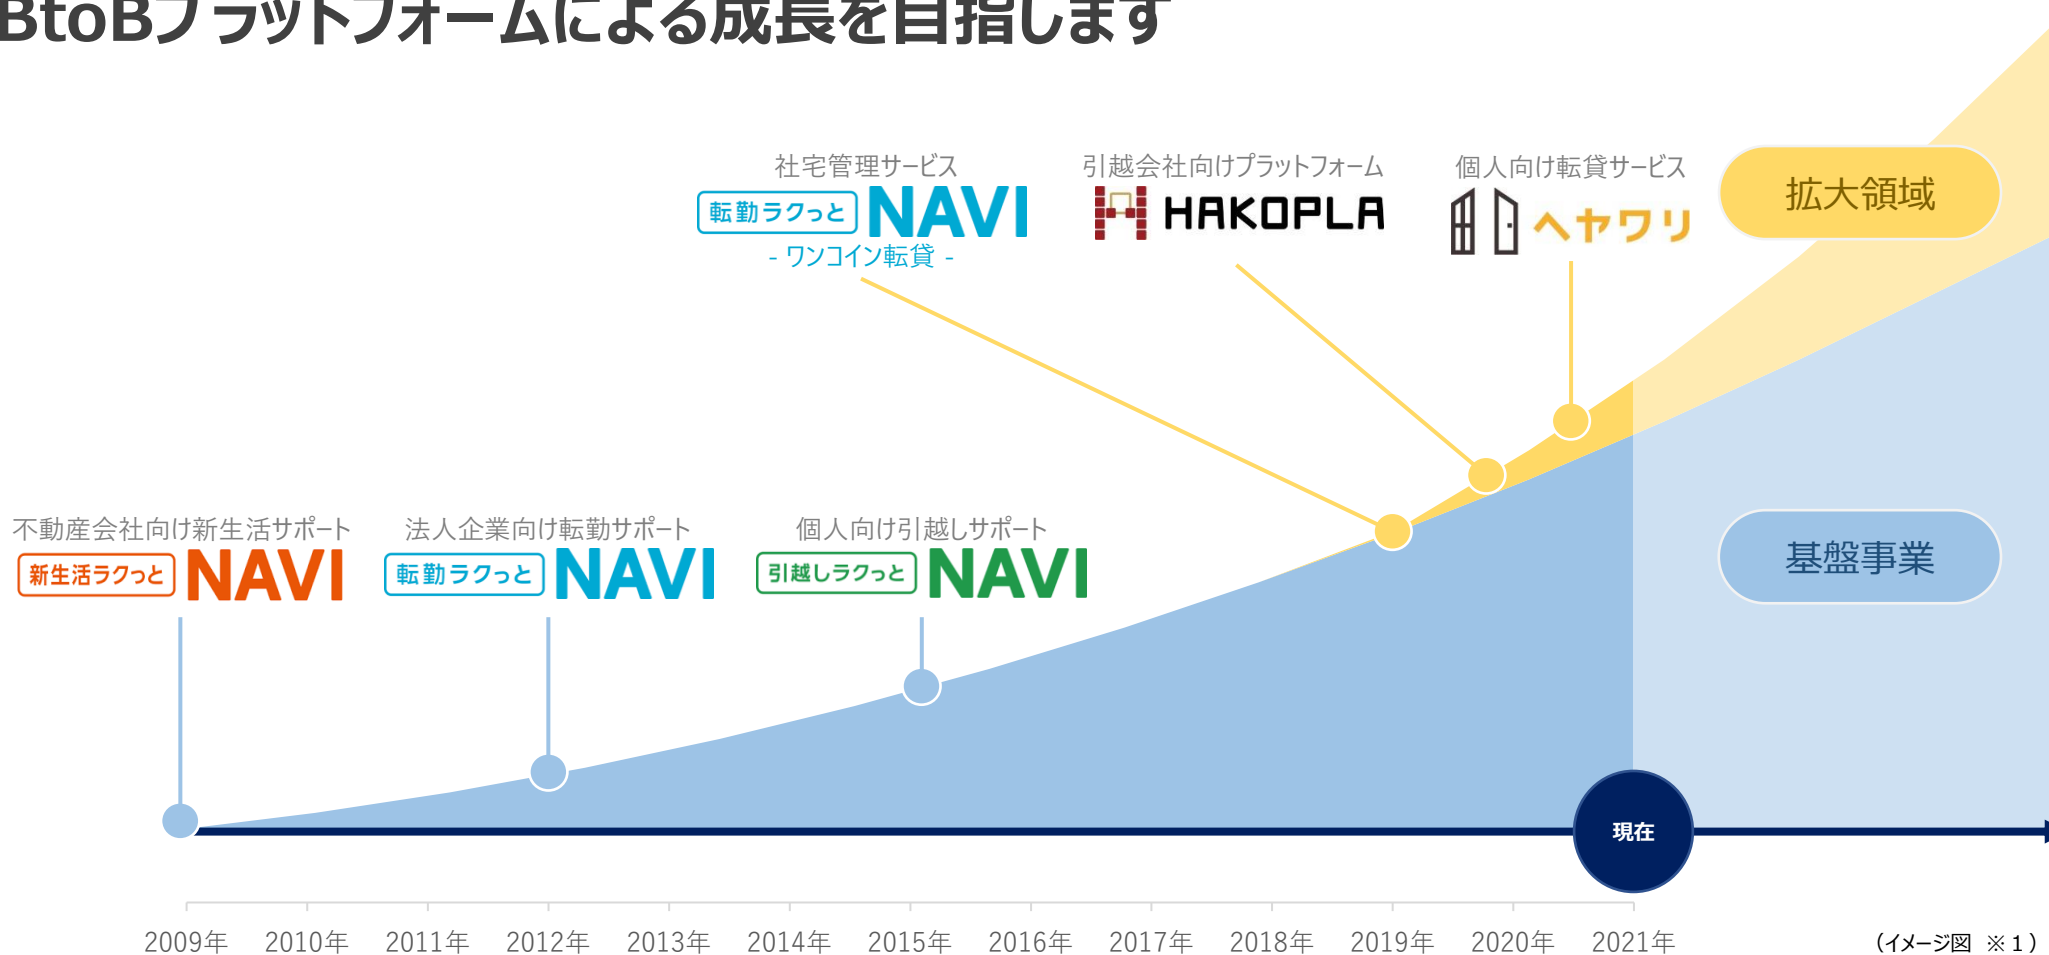 BtoBプラットフォームによる成長を目指します
社宅管理サービス
転勤ラクっと NAVI
- ワンコイン転貸 -
引越会社向けプラットフォーム
HAKOPLA
個人向け転貸サービス
ヘヤワリ
拡大領域
不動産会社向け新生活サポート
新生活ラクっと NAVI
法人企業向け転勤サポート
転勤ラクっと NAVI
個人向け引越しサポート
引越しラクっと NAVI
基盤事業
現在
2009年 2010年 2011年 2012年 2013年 2014年 2015年 2016年 2017年 2018年 2019年 2020年 2021年
（イメージ図 ※１）